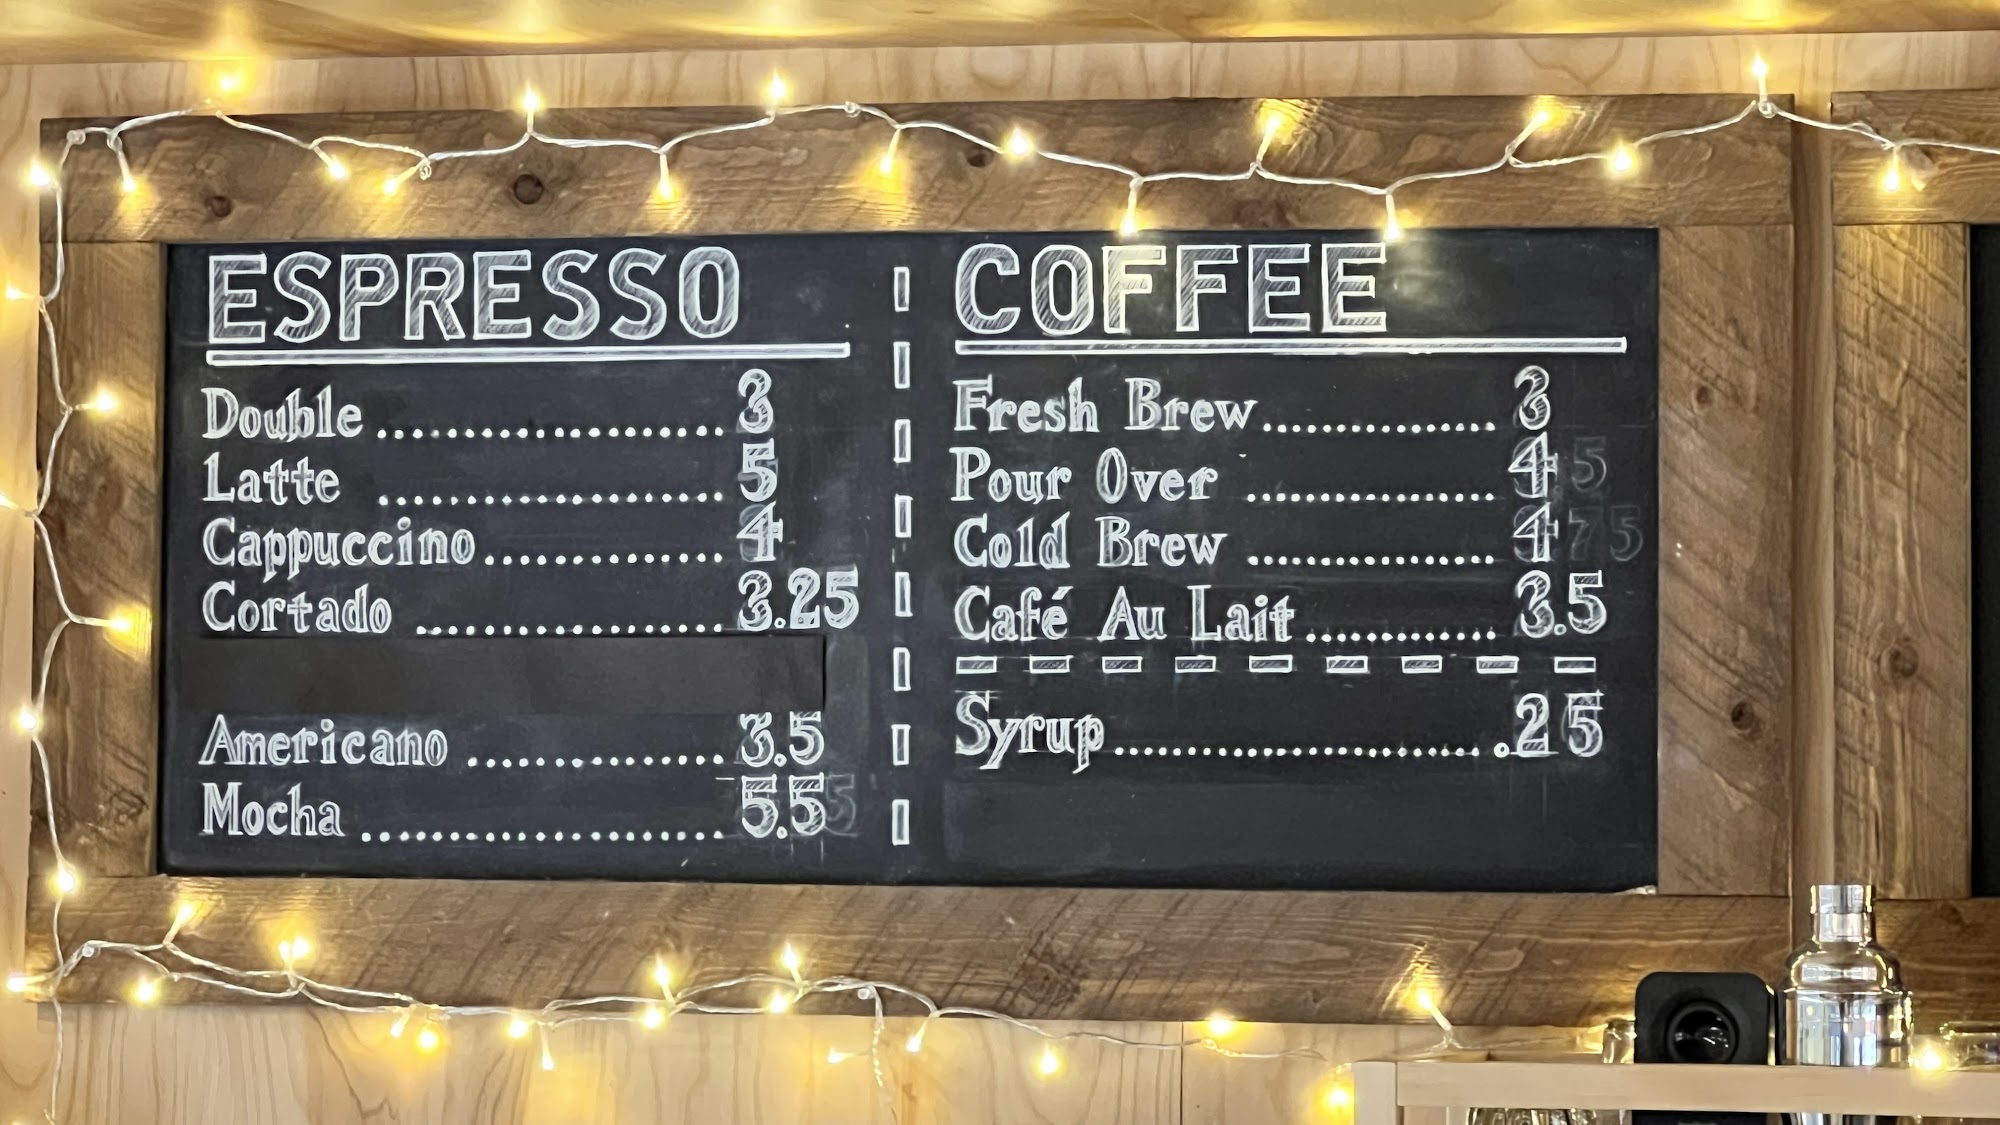 ESPRESSO
Double .......................... 3
Latte .......................... 5
Cappuccino .................. 4
Cortado ...................... 3.25
Americano .................. 3.5
Mocha .......................... 5.5
COFFEE
Fresh Brew ................ 3
Pour Over .................. 4
Cold Brew .................. 4
Café Au Lait ............. 3.5
Syrup .......................... .25